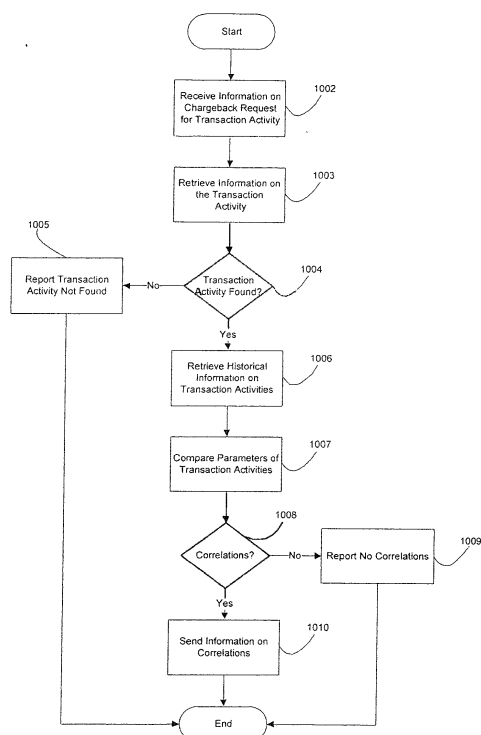 Start
Receive Information on
Chargeback Request
for Transaction Activity
1002
Retrieve Information on
the Transaction
Activity
1003
1005
Report Transaction
Activity Not Found
No
Transaction
Activity Found?
1004
Yes
Retrieve Historical
Information on
Transaction Activities
1006
Compare Parameters of
Transaction Activities
1007
1008
Correlations?
No
Report No Correlations
1009
Yes
Send Information on
Correlations
1010
End